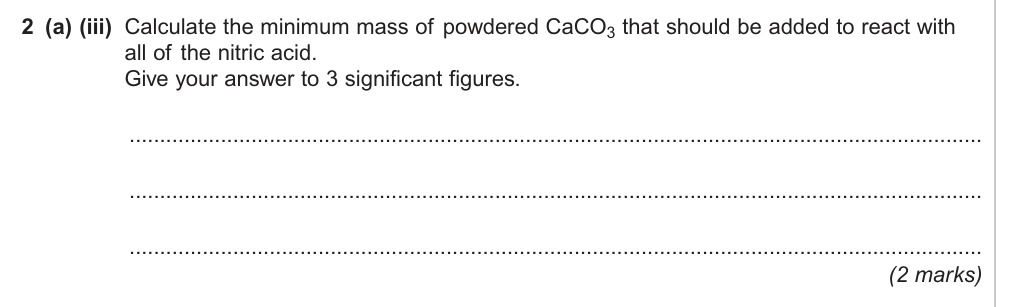 2 (a) (iii) Calculate the minimum mass of powdered CaCO₃ that should be added to react with
all of the nitric acid.
Give your answer to 3 significant figures.
(2 marks)